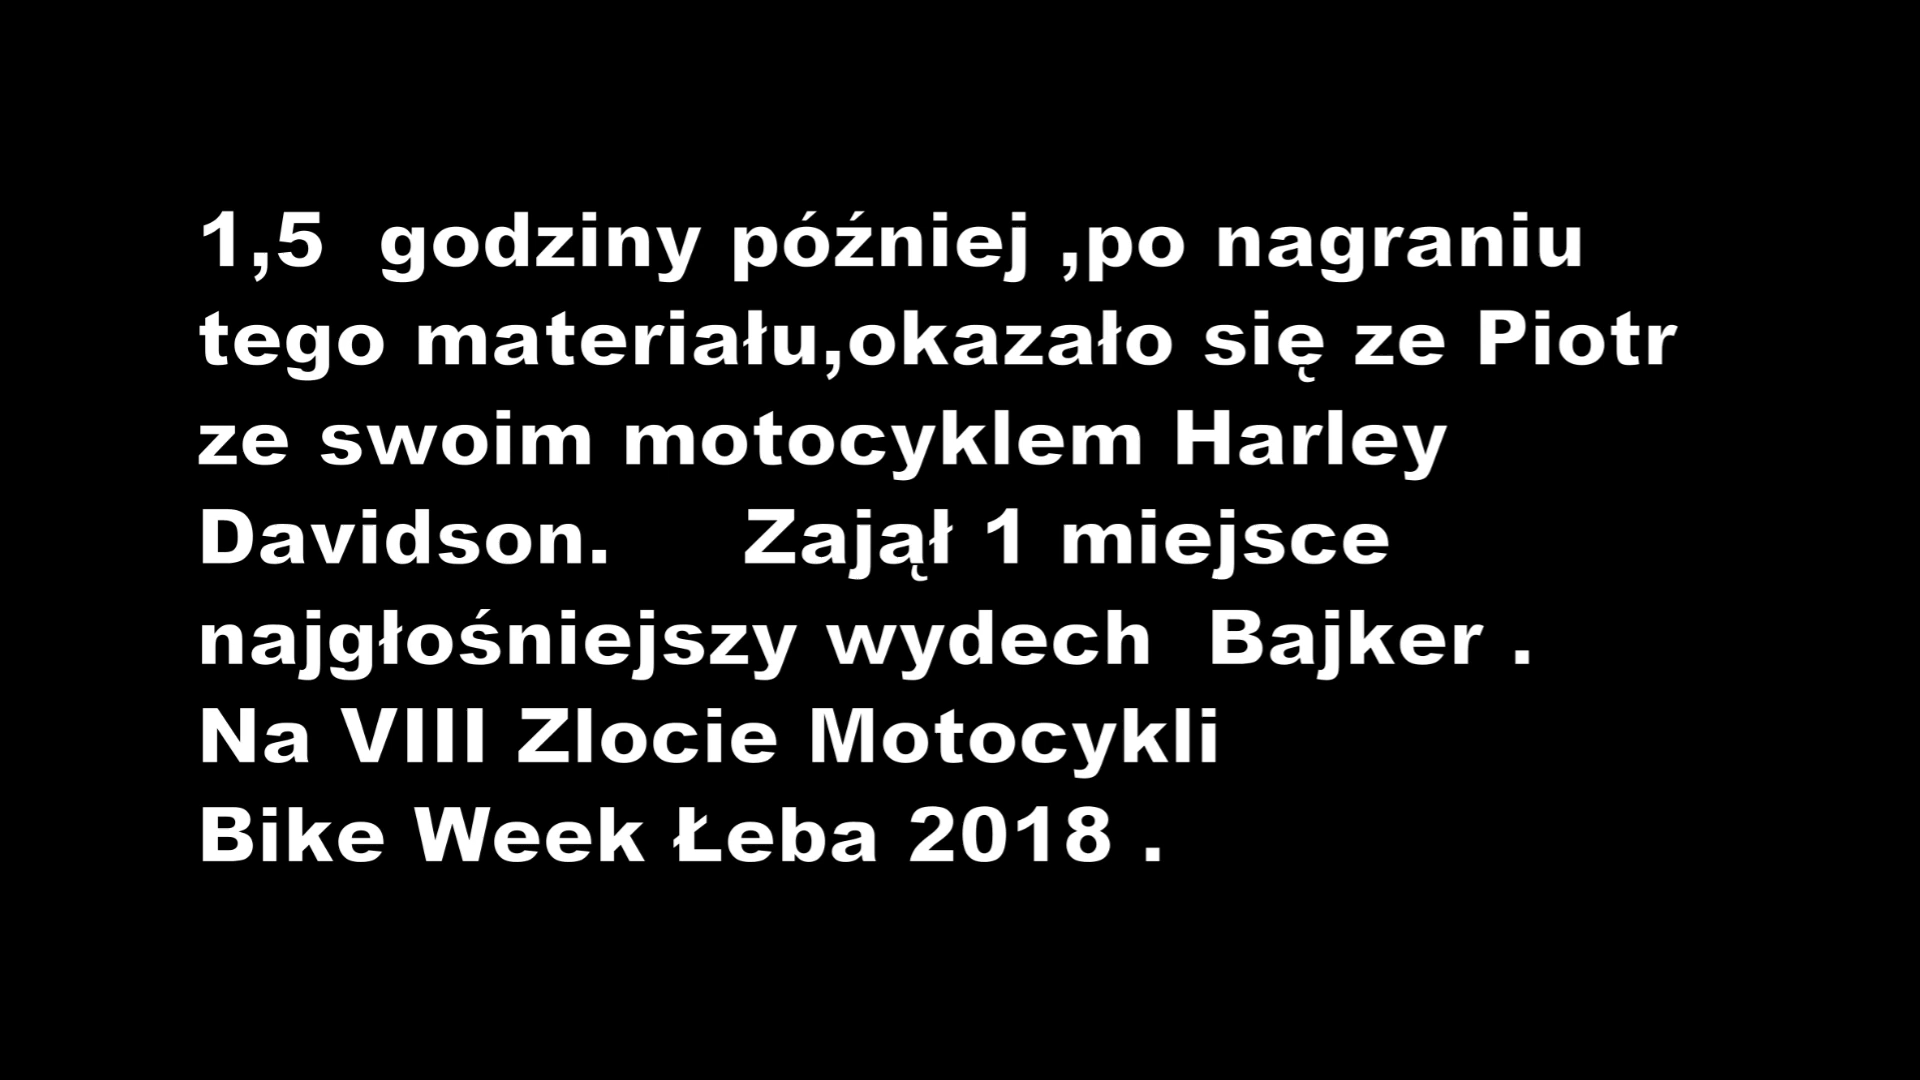 1,5  godziny później ,po nagraniu
tego materiału,okazało się ze Piotr
ze swoim motocyklem Harley
Davidson.     Zajął 1 miejsce
najgłośniejszy wydech  Bajker .
Na VIII Zlocie Motocykli
Bike Week Łeba 2018 .